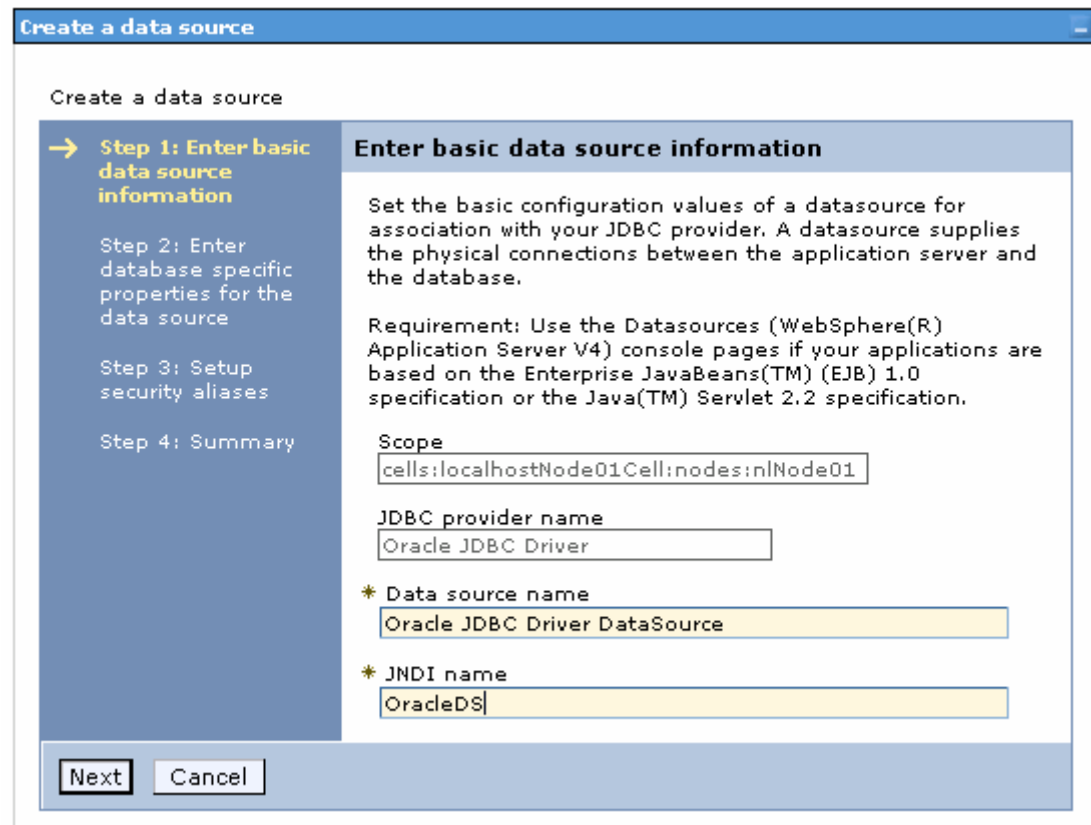 Create a data source
Create a data source
Step 1: Enter basic
data source
information
Step 2: Enter
database specific
properties for the
data source
Step 3: Setup
security aliases
Step 4: Summary
Enter basic data source information
Set the basic configuration values of a datasource for
association with your JDBC provider. A datasource supplies
the physical connections between the application server and
the database.
Requirement: Use the Datasources (WebSphere(R)
Application Server V4) console pages if your applications are
based on the Enterprise JavaBeans(TM) (EJB) 1.0
specification or the Java(TM) Servlet 2.2 specification.
Scope
cells:localhostNode01Cell:nodes:nlNode01
JDBC provider name
Oracle JDBC Driver
* Data source name
Oracle JDBC Driver DataSource
* JNDI name
OracleDS
Next Cancel